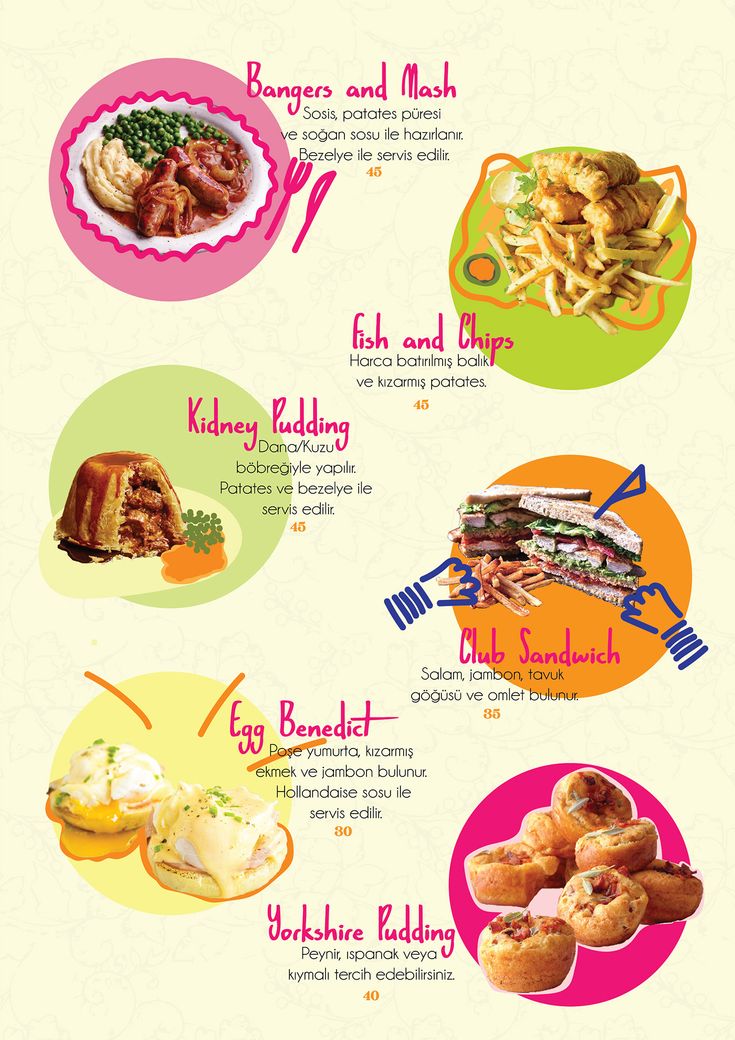 Bangers and Mash
Sosis, patates püresi
ve soğan sosu ile hazırlanır.
Bezelye ile servis edilir.
45
Fish and Chips
Harca batırılmış balık
ve kızarmış patates.
45
Kidney Pudding
Dana/Kuzu
böbreğiyle yapılır.
Patates ve bezelye ile
servis edilir.
45
Club Sandwich
Salam, jambon, tavuk
göğüsü ve omlet bulunur.
35
Egg Benedict
Poşe yumurta, kızarmış
ekmek ve jambon bulunur.
Hollandaise sosu ile
servis edilir.
30
Yorkshire Pudding
Peynir, ıspanak veya
kıymalı tercih edebilirsiniz.
40